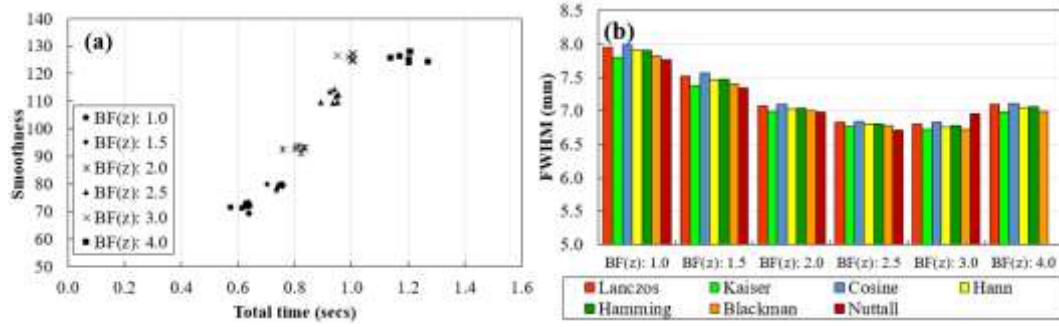 (a)
140
130
120
110
100
90
80
70
60
50
Smoothness
BF(z): 1.0
BF(z): 1.5
BF(z): 2.0
BF(z): 2.5
BF(z): 3.0
BF(z): 4.0
0.0 0.2 0.4 0.6 0.8 1.0 1.2 1.4 1.6
Total time (secs)
(b)
8.5
8.0
7.5
7.0
6.5
6.0
5.5
5.0
FWHM (mm)
BF(z): 1.0 BF(z): 1.5 BF(z): 2.0 BF(z): 2.5 BF(z): 3.0 BF(z): 4.0
Lanczos Kaiser Cosine Hann
Hamming Blackman Nuttall